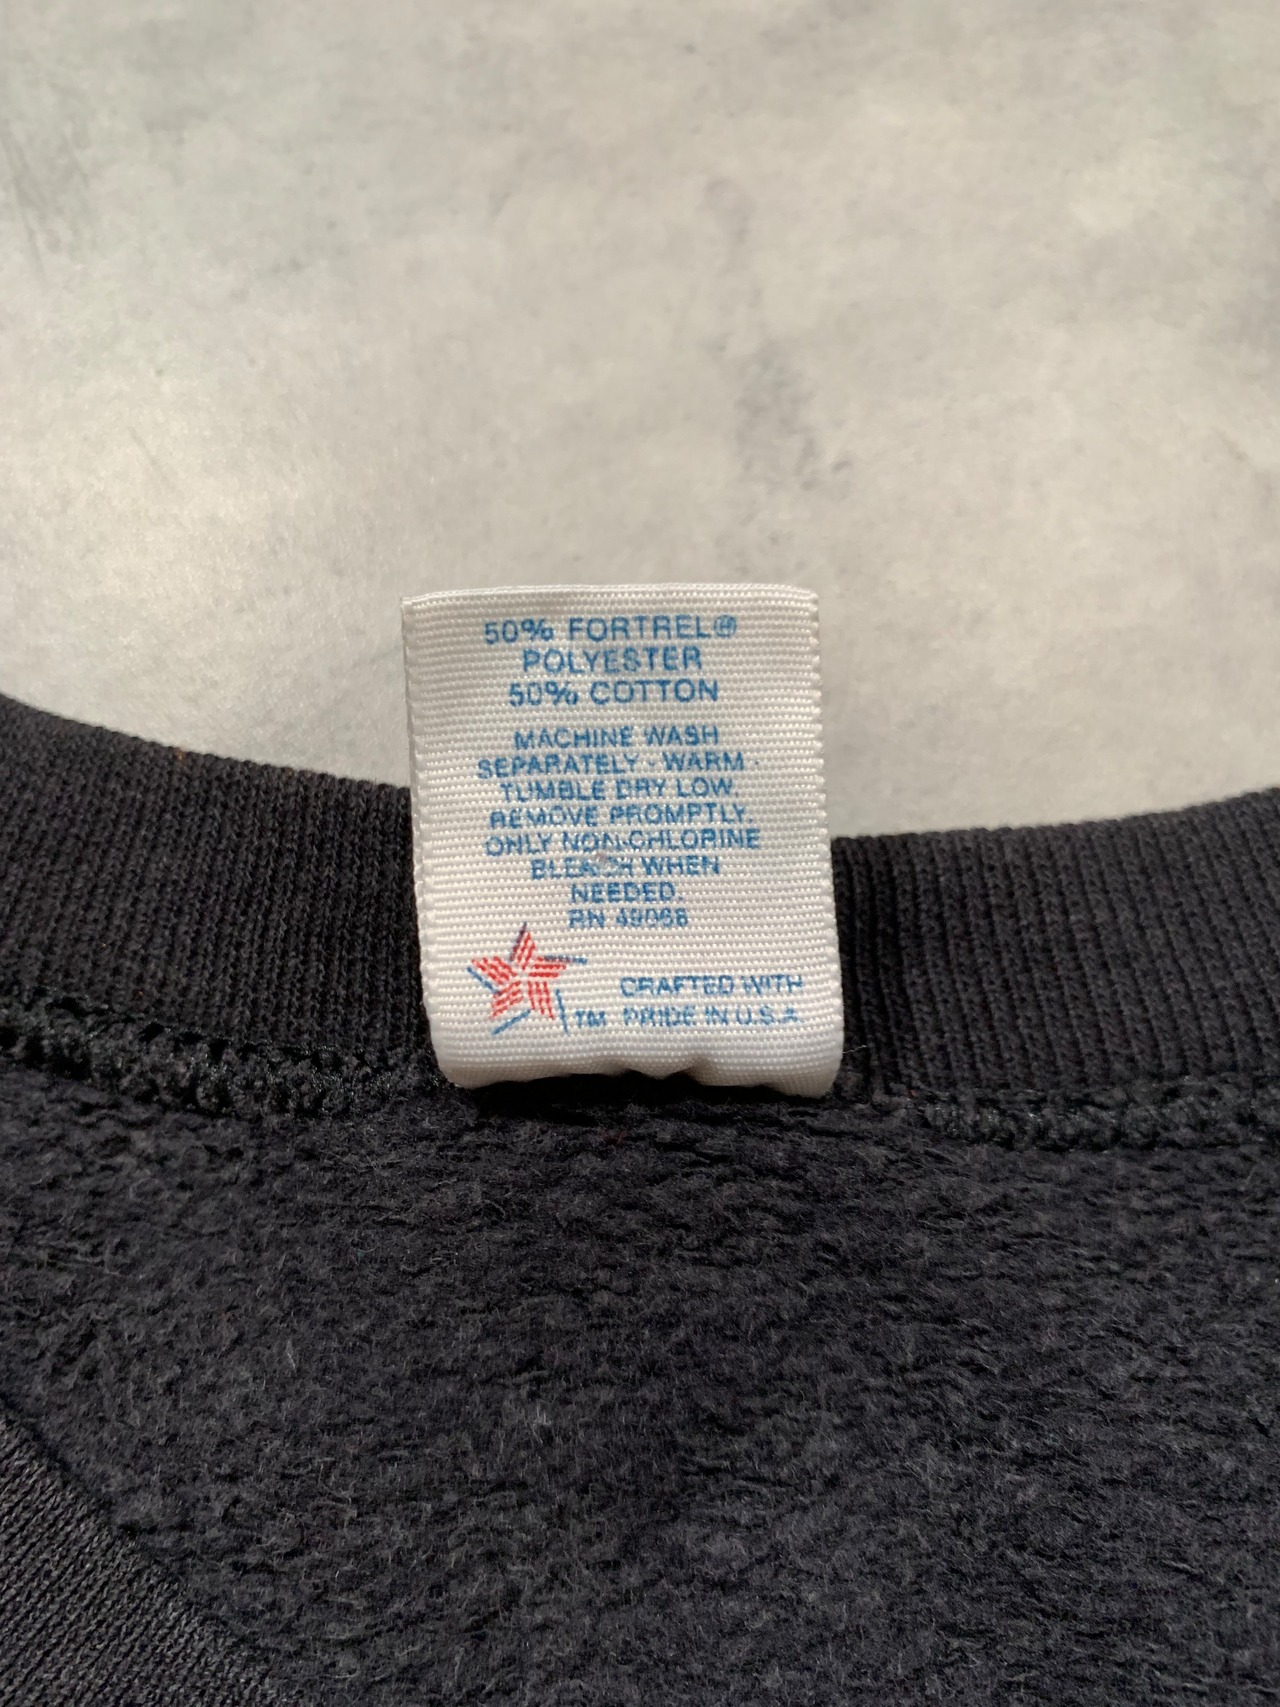 50% FORTREL®
POLYESTER
50% COTTON
MACHINE WASH
SEPARATELY - WARM -
TUMBLE DRY LOW.
REMOVE PROMPTLY.
ONLY NON-CHLORINE
BLEACH WHEN
NEEDED.
RN 49068
CRAFTED WITH
TM PRIDE IN U.S.A.